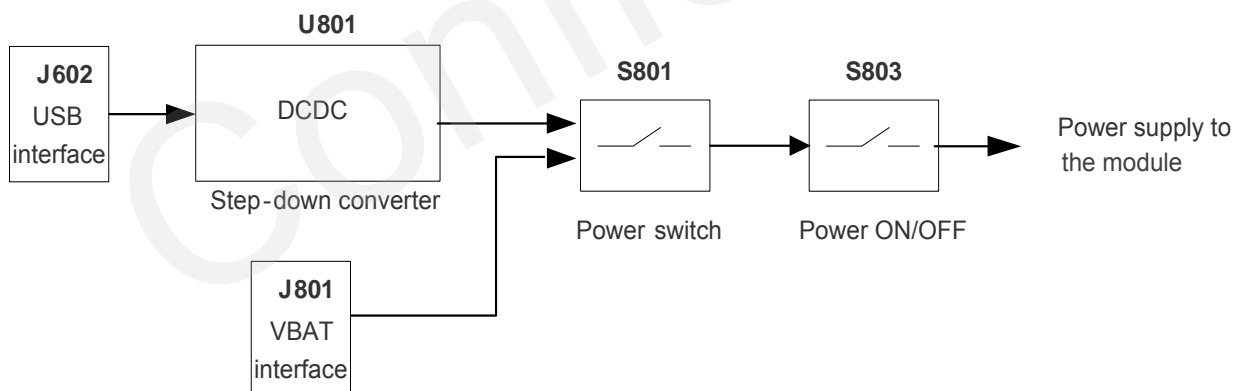 U801
J602
USB
interface
DCDC
Step-down converter
S801
Power switch
S803
Power ON/OFF
Power supply to
the module
J801
VBAT
interface